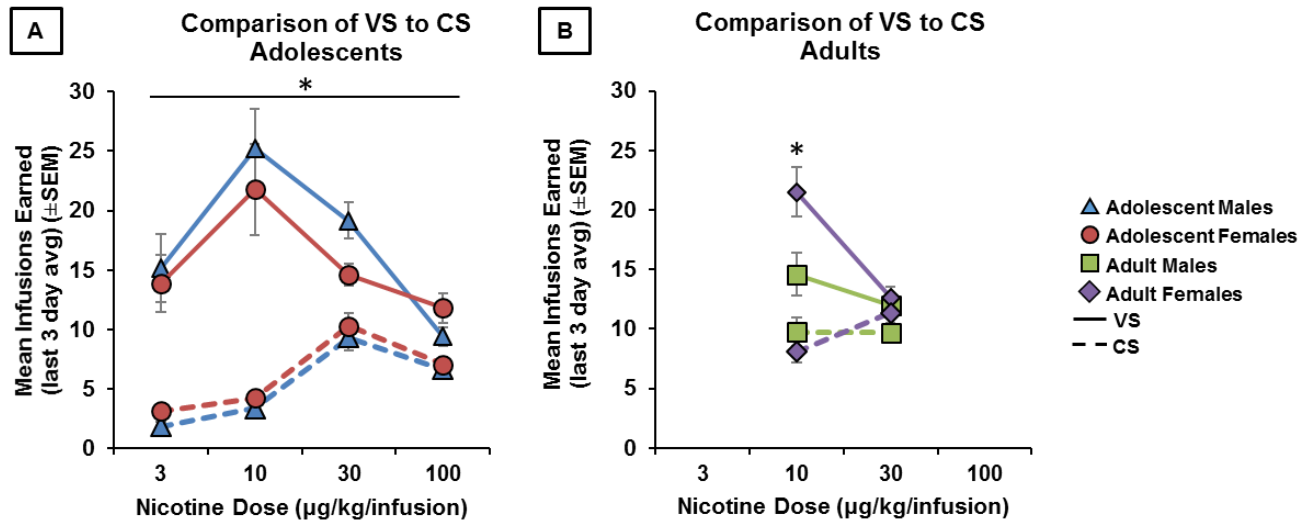 A
Comparison of VS to CS
Adolescents
*
30
25
20
15
10
5
0
Mean Infusions Earned
(last 3 day avg) (±SEM)
3 10 30 100
Nicotine Dose (µg/kg/infusion)
B
Comparison of VS to CS
Adults
*
30
25
20
15
10
5
0
Mean Infusions Earned
(last 3 day avg) (±SEM)
3 10 30 100
Nicotine Dose (µg/kg/infusion)
Adolescent Males
Adolescent Females
Adult Males
Adult Females
VS
CS